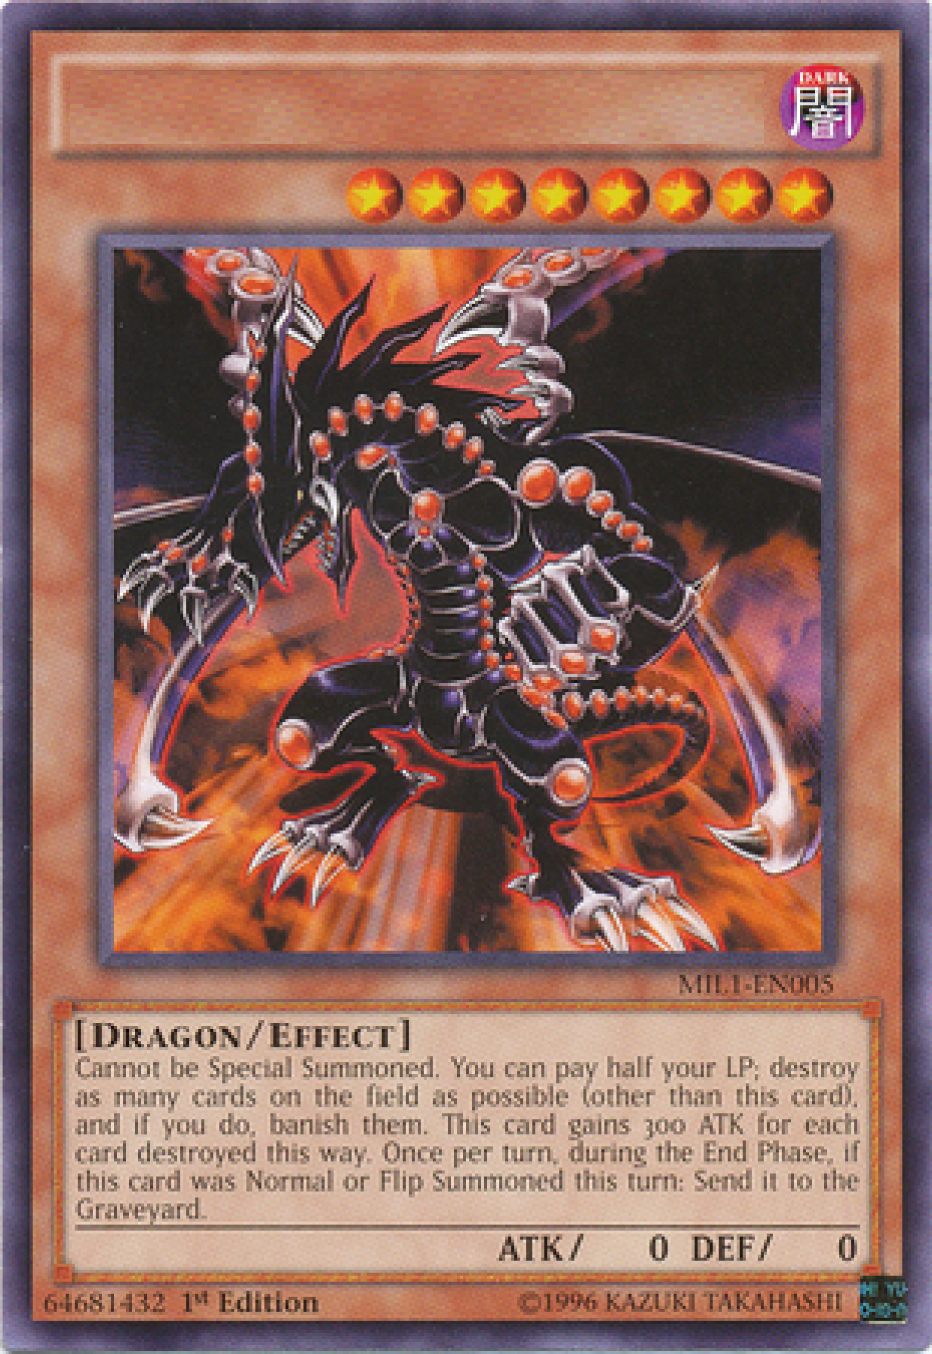 DARK
闇
MIL1-EN005
[DRAGON/EFFECT]
Cannot be Special Summoned. You can pay half your LP; destroy
as many cards on the field as possible (other than this card),
and if you do, banish them. This card gains 300 ATK for each
card destroyed this way. Once per turn, during the End Phase, if
this card was Normal or Flip Summoned this turn: Send it to the
Graveyard.
ATK/ 0 DEF/ 0
64681432 1st Edition ©1996 KAZUKI TAKAHASHI